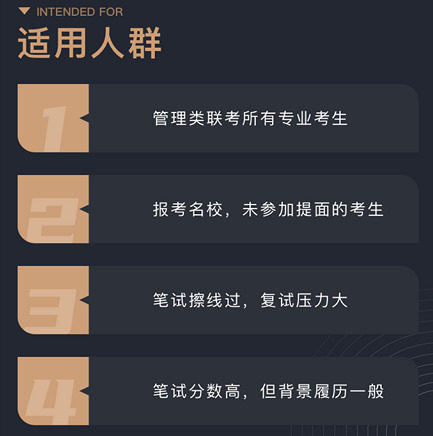 INTENDED FOR
适用人群
1
管理类联考所有专业考生
2
报考名校，未参加提面的考生
3
笔试擦线过，复试压力大
4
笔试分数高，但背景履历一般